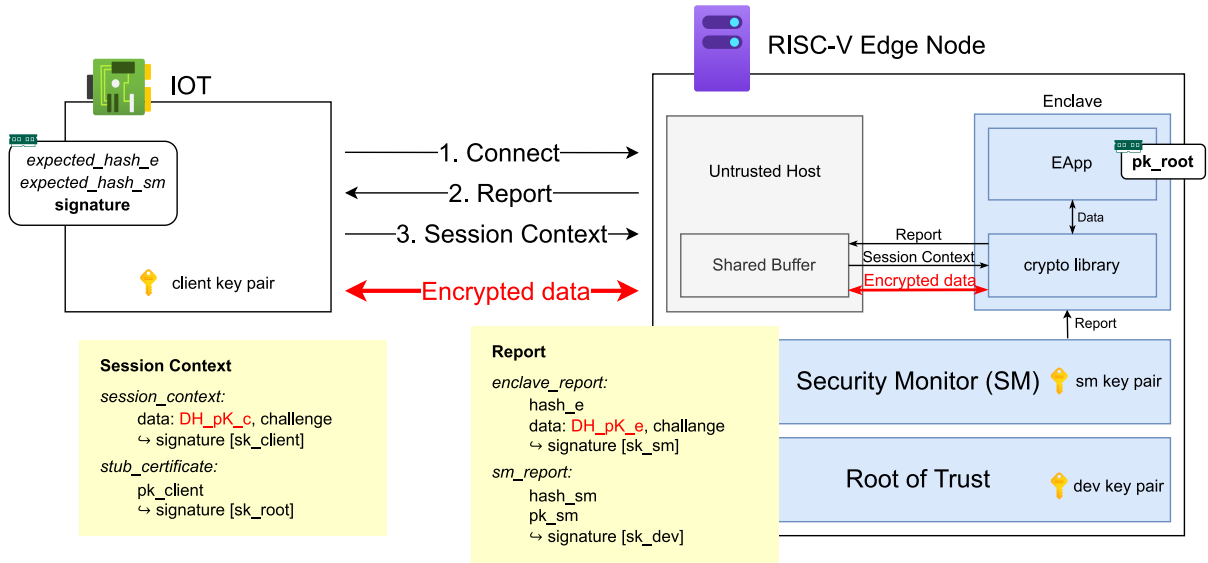 RISC-V Edge Node
IOT
expected_hash_e
expected_hash_sm
signature
client key pair
1. Connect
2. Report
3. Session Context
Encrypted data
Untrusted Host
Shared Buffer
Enclave
EApp
pk_root
Data
Report
Session Context
Encrypted data
crypto library
Report
Security Monitor (SM)
sm key pair
Root of Trust
dev key pair
Session Context
session_context:
data: DH_pK_c, challenge
↪ signature [sk_client]
stub_certificate:
pk_client
↪ signature [sk_root]
Report
enclave_report:
hash_e
data: DH_pK_e, challange
↪ signature [sk_sm]
sm_report:
hash_sm
pk_sm
↪ signature [sk_dev]